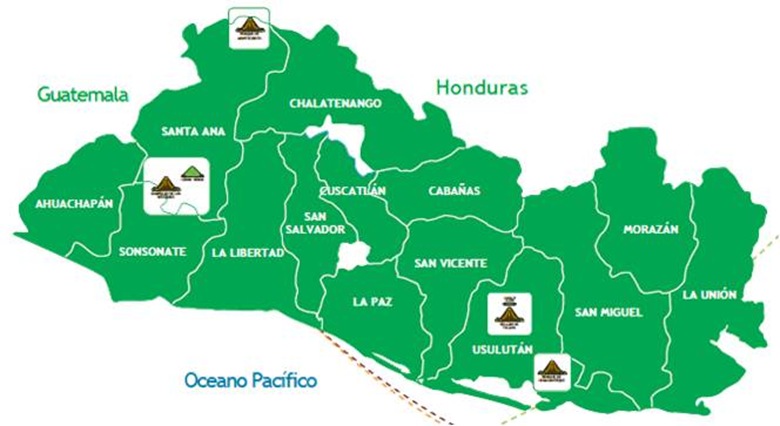 Guatemala
Honduras
CHALATENANGO
SANTA ANA
CUSCATLÁN
CABAÑAS
AHUACHAPÁN
SAN
SALVADOR
MORAZÁN
SONSONATE
LA LIBERTAD
SAN VICENTE
LA UNIÓN
LA PAZ
SAN MIGUEL
USULUTÁN
Oceano Pacífico